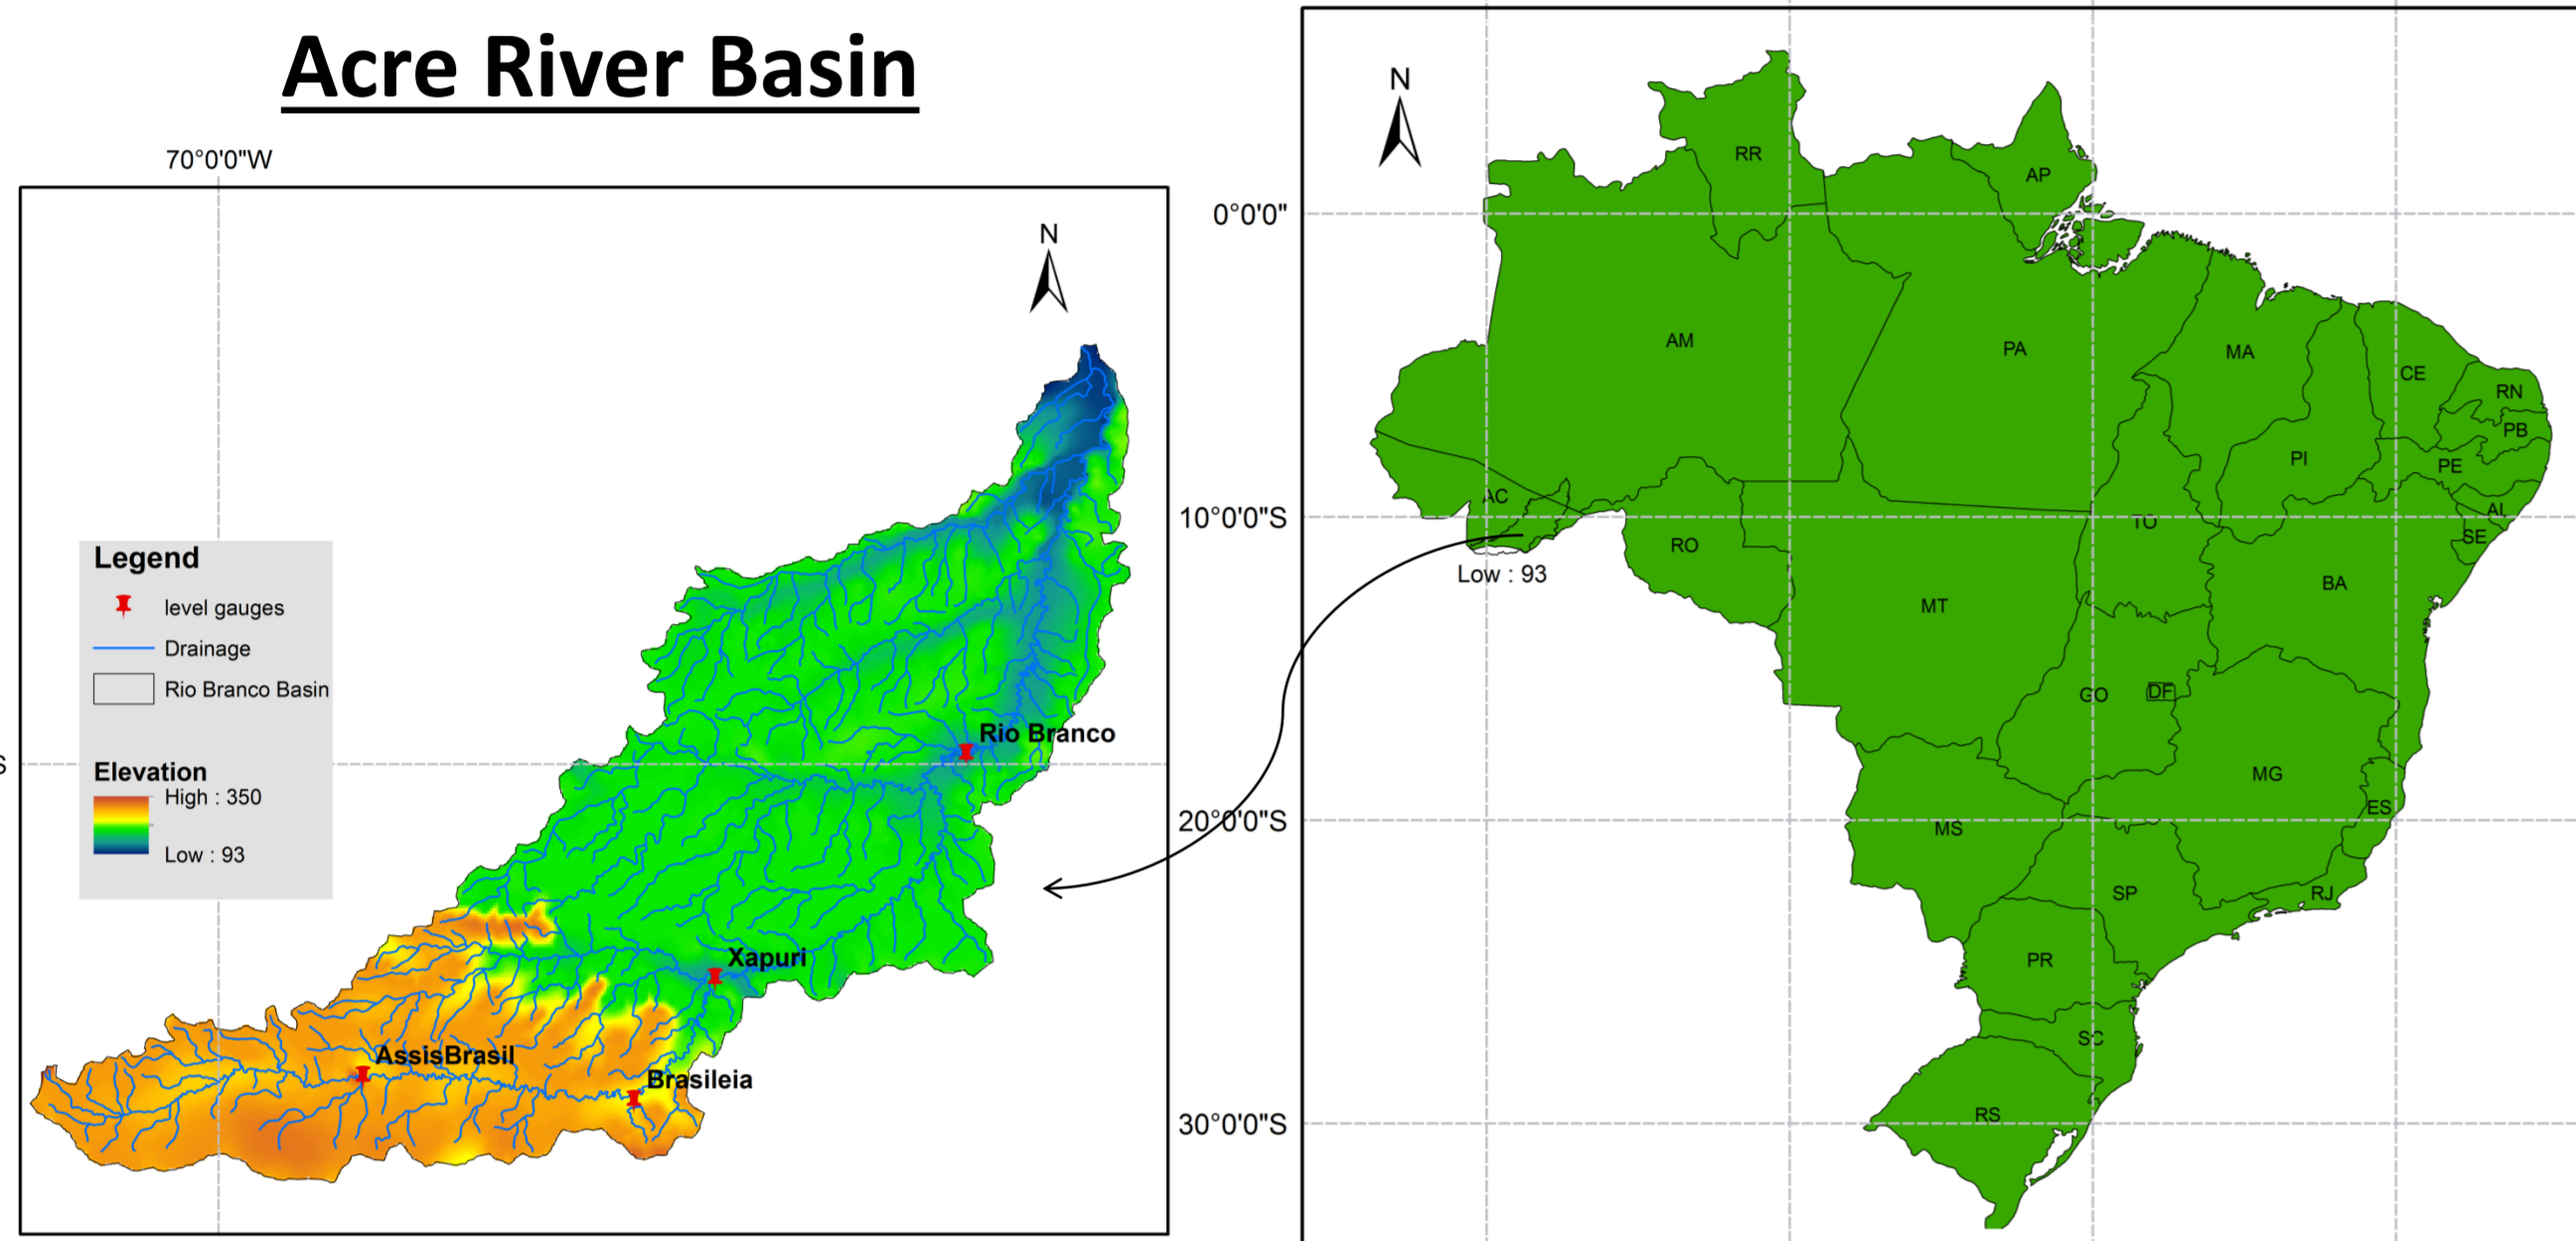 Acre River Basin
70°0'0"W
N
Legend
level gauges
Drainage
Rio Branco Basin
Elevation
High : 350
Low : 93
S
Rio Branco
Xapuri
AssisBrasil
Brasileia
N
0°0'0"
10°0'0"S
20°0'0"S
30°0'0"S
RR
AP
AM
PA
MA
CE
RN
PB
PI
PE
AC
AL
TO
SE
RO
Low : 93
BA
MT
GO
DF
MG
ES
MS
SP
RJ
PR
SC
RS